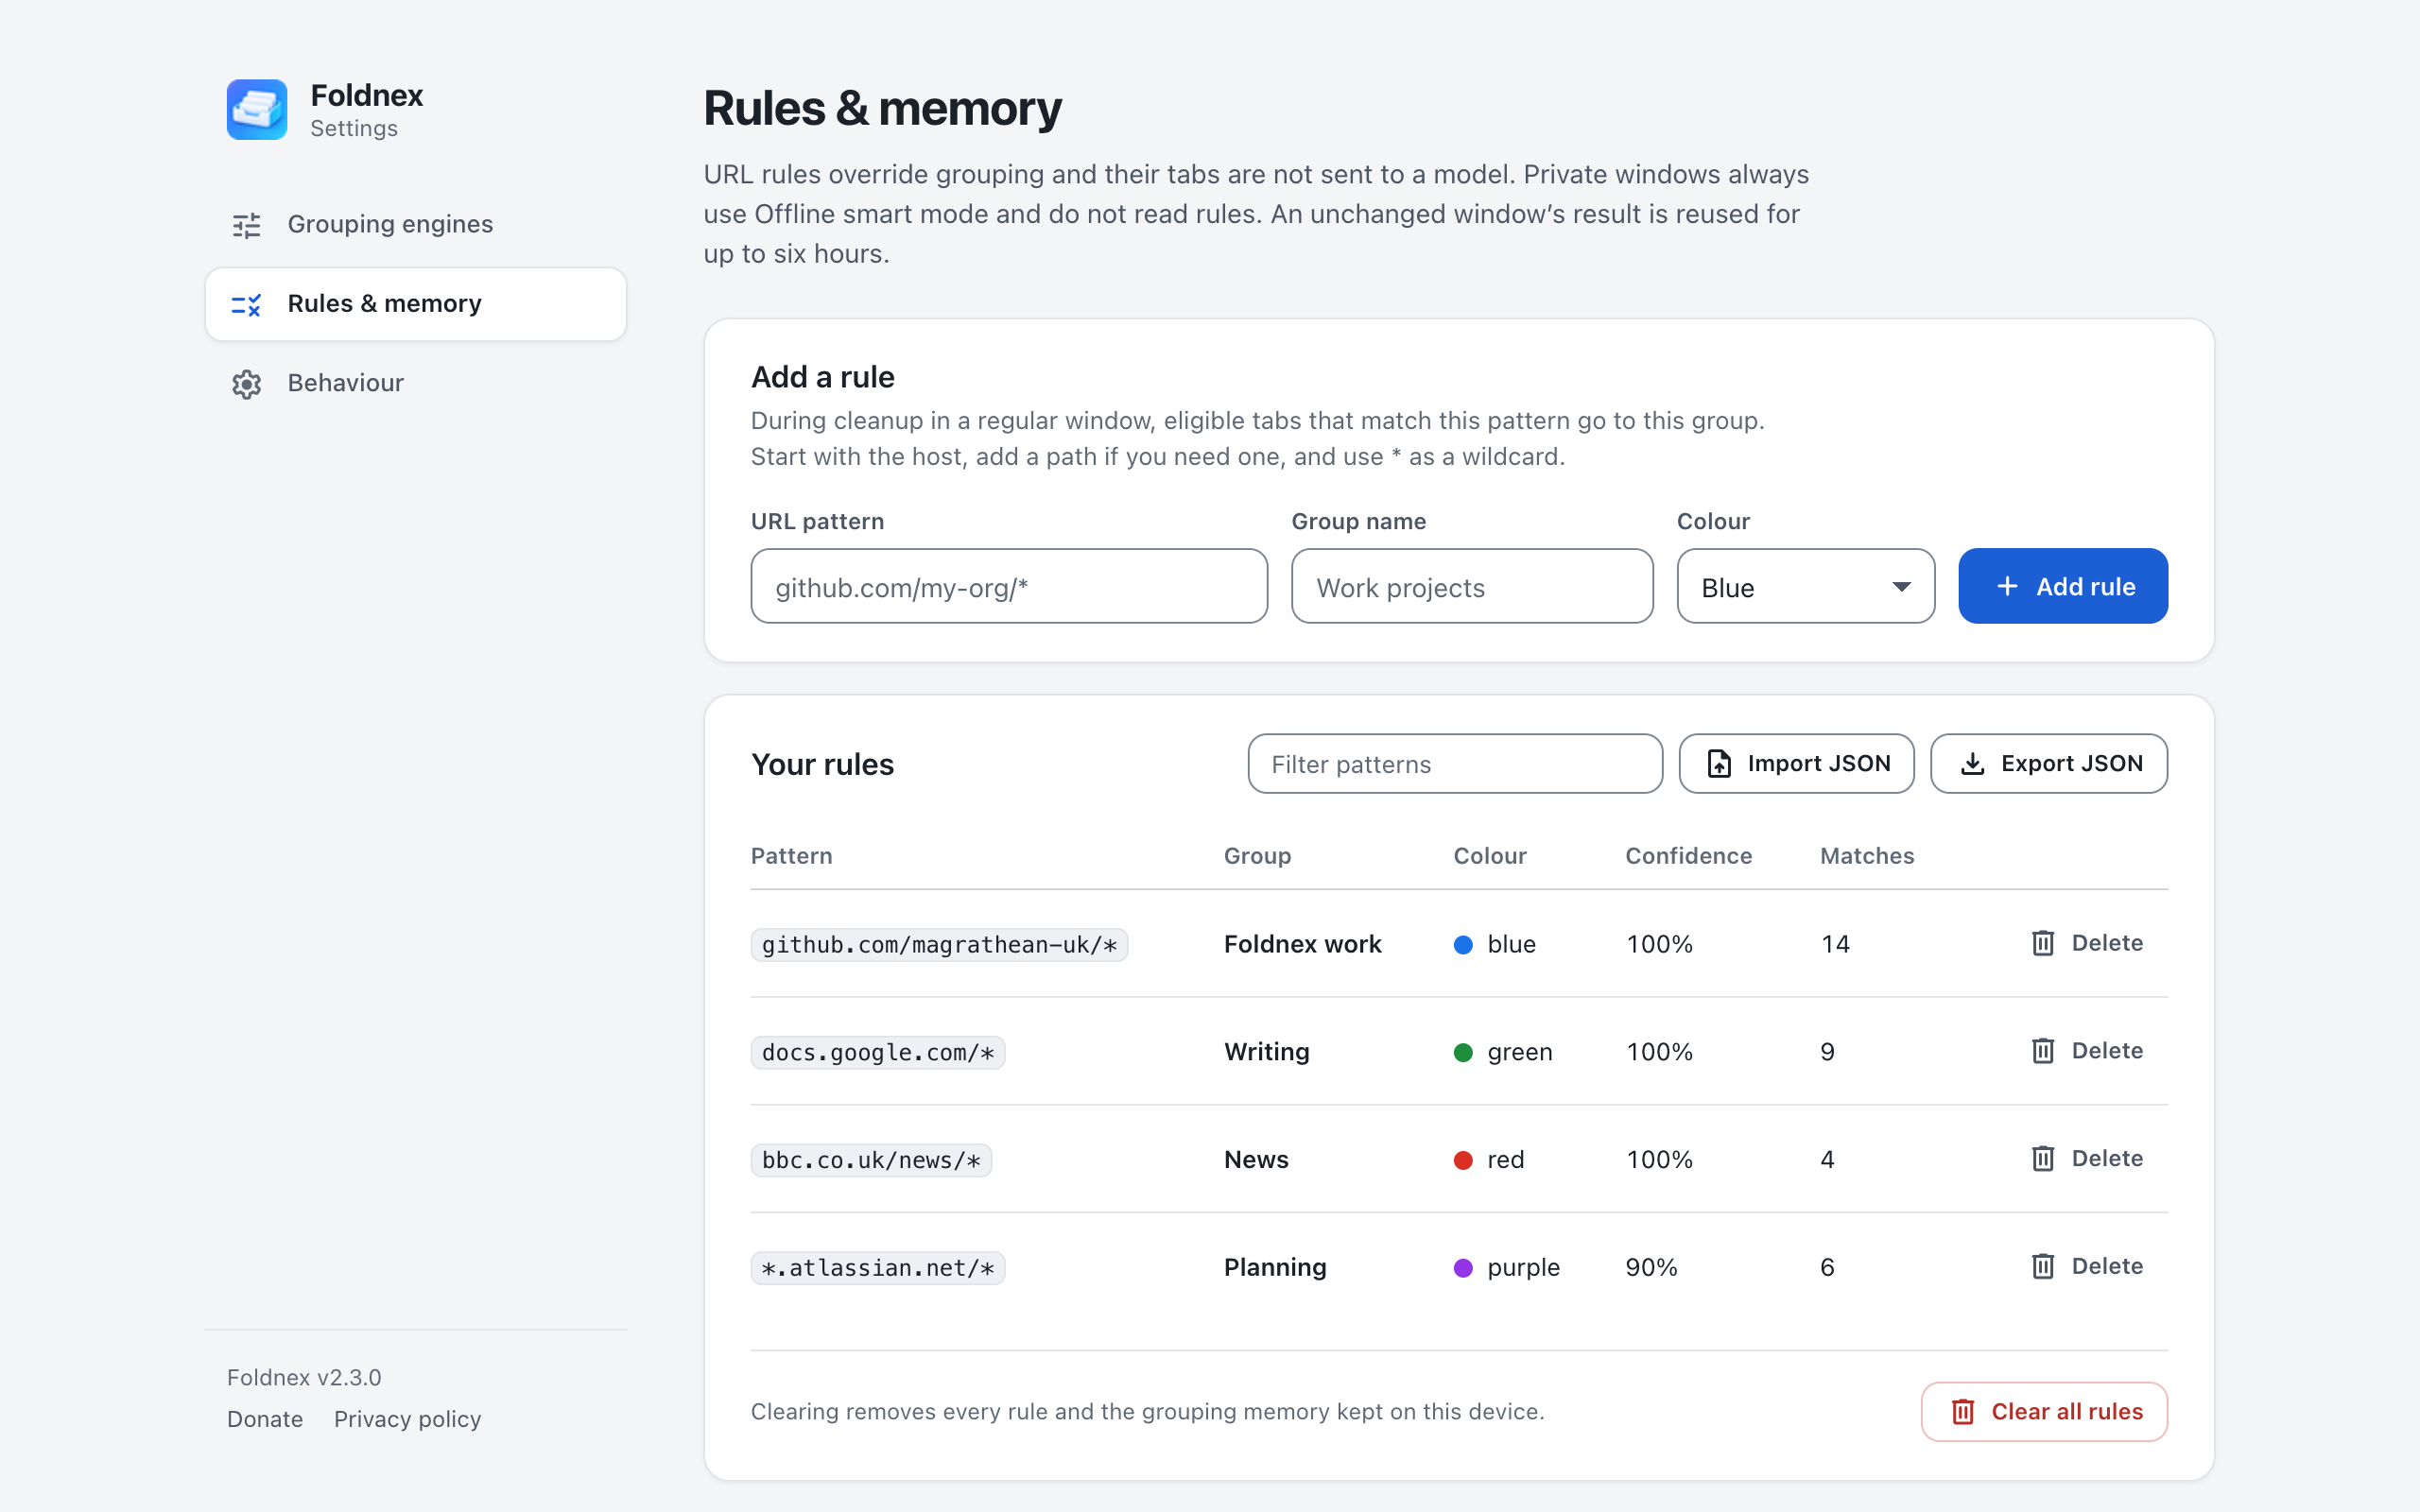 Foldnex
Settings
Grouping engines
Rules & memory
Behaviour
Foldnex v2.3.0
Donate Privacy policy
Rules & memory
URL rules override grouping and their tabs are not sent to a model. Private windows always
use Offline smart mode and do not read rules. An unchanged window’s result is reused for
up to six hours.
Add a rule
During cleanup in a regular window, eligible tabs that match this pattern go to this group.
Start with the host, add a path if you need one, and use * as a wildcard.
URL pattern Group name Colour
github.com/my-org/* Work projects Blue + Add rule
Your rules Filter patterns Import JSON Export JSON
Pattern Group Colour Confidence Matches
github.com/magrathean-uk/* Foldnex work blue 100% 14 Delete
docs.google.com/* Writing green 100% 9 Delete
bbc.co.uk/news/* News red 100% 4 Delete
*.atlassian.net/* Planning purple 90% 6 Delete
Clearing removes every rule and the grouping memory kept on this device. Clear all rules